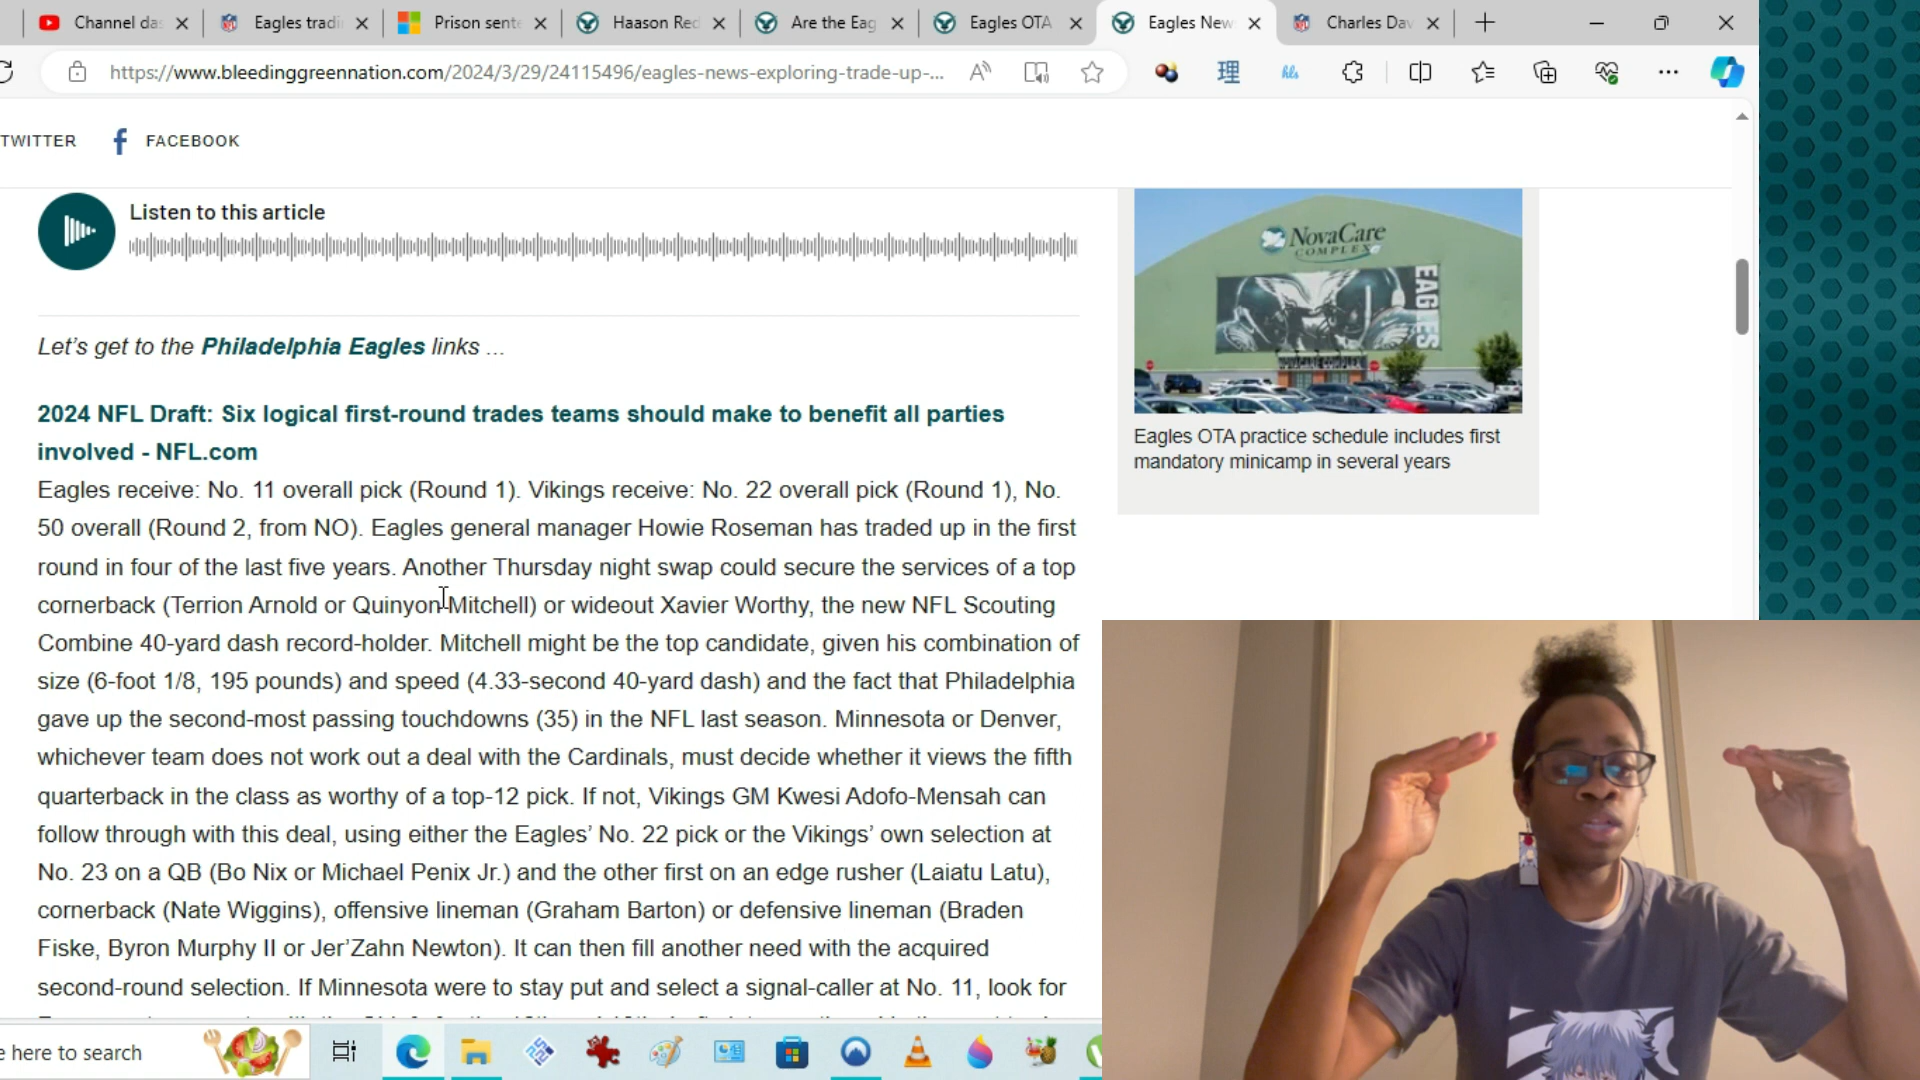 Channel da
Eagles tradi
Prison sent
Haason Red
Are the Eag
Eagles OTA
Eagles New
Charles Dav
https://www.bleedinggreennation.com/2024/3/29/24115496/eagles-news-exploring-trade-up-...
TWITTER
FACEBOOK
Listen to this article
NovaCare
COMPLEX
EAGLES
NOVACARE COMPLEX
Eagles OTA practice schedule includes first
mandatory minicamp in several years
Let's get to the Philadelphia Eagles links ...
2024 NFL Draft: Six logical first-round trades teams should make to benefit all parties
involved - NFL.com
Eagles receive: No. 11 overall pick (Round 1). Vikings receive: No. 22 overall pick (Round 1), No.
50 overall (Round 2, from NO). Eagles general manager Howie Roseman has traded up in the first
round in four of the last five years. Another Thursday night swap could secure the services of a top
cornerback (Terrion Arnold or Quinyon Mitchell) or wideout Xavier Worthy, the new NFL Scouting
Combine 40-yard dash record-holder. Mitchell might be the top candidate, given his combination of
size (6-foot 1/8, 195 pounds) and speed (4.33-second 40-yard dash) and the fact that Philadelphia
gave up the second-most passing touchdowns (35) in the NFL last season. Minnesota or Denver,
whichever team does not work out a deal with the Cardinals, must decide whether it views the fifth
quarterback in the class as worthy of a top-12 pick. If not, Vikings GM Kwesi Adofo-Mensah can
follow through with this deal, using either the Eagles' No. 22 pick or the Vikings' own selection at
No. 23 on a QB (Bo Nix or Michael Penix Jr.) and the other first on an edge rusher (Laiatu Latu),
cornerback (Nate Wiggins), offensive lineman (Graham Barton) or defensive lineman (Braden
Fiske, Byron Murphy II or Jer'Zahn Newton). It can then fill another need with the acquired
second-round selection. If Minnesota were to stay put and select a signal-caller at No. 11, look for
e here to search